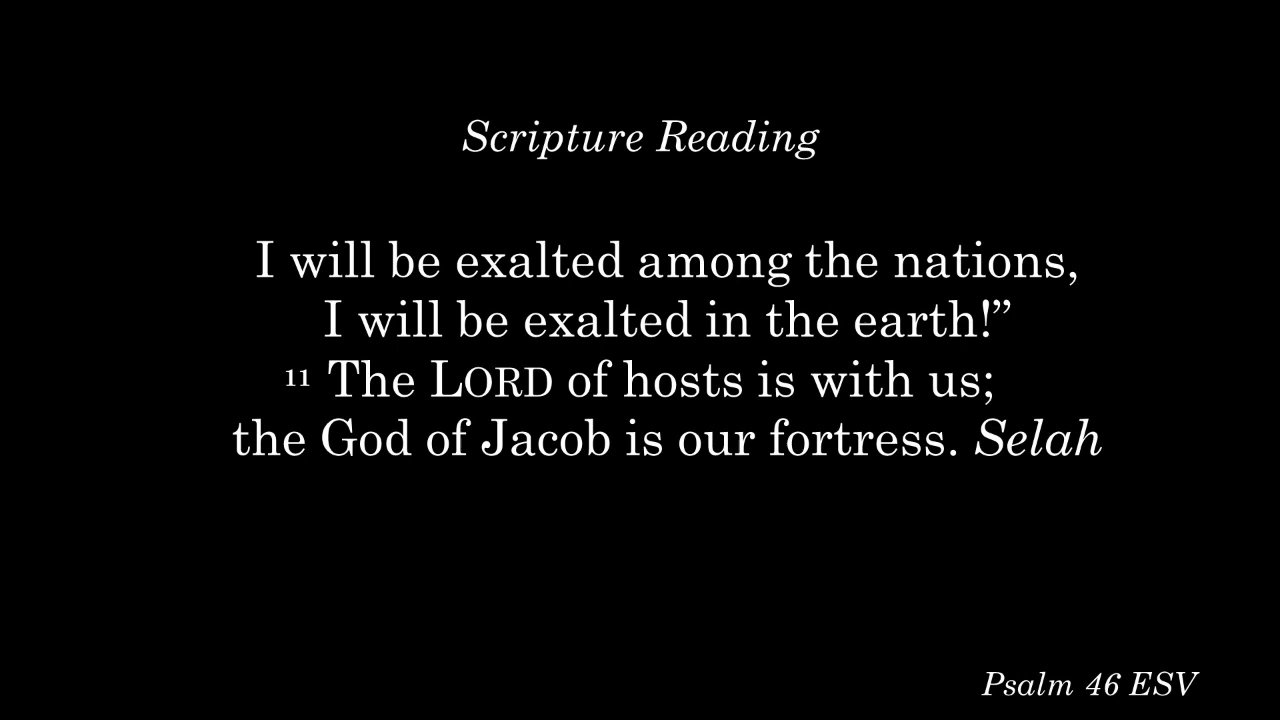 Scripture Reading
I will be exalted among the nations,
I will be exalted in the earth!”
11 The LORD of hosts is with us;
the God of Jacob is our fortress. Selah
Psalm 46 ESV